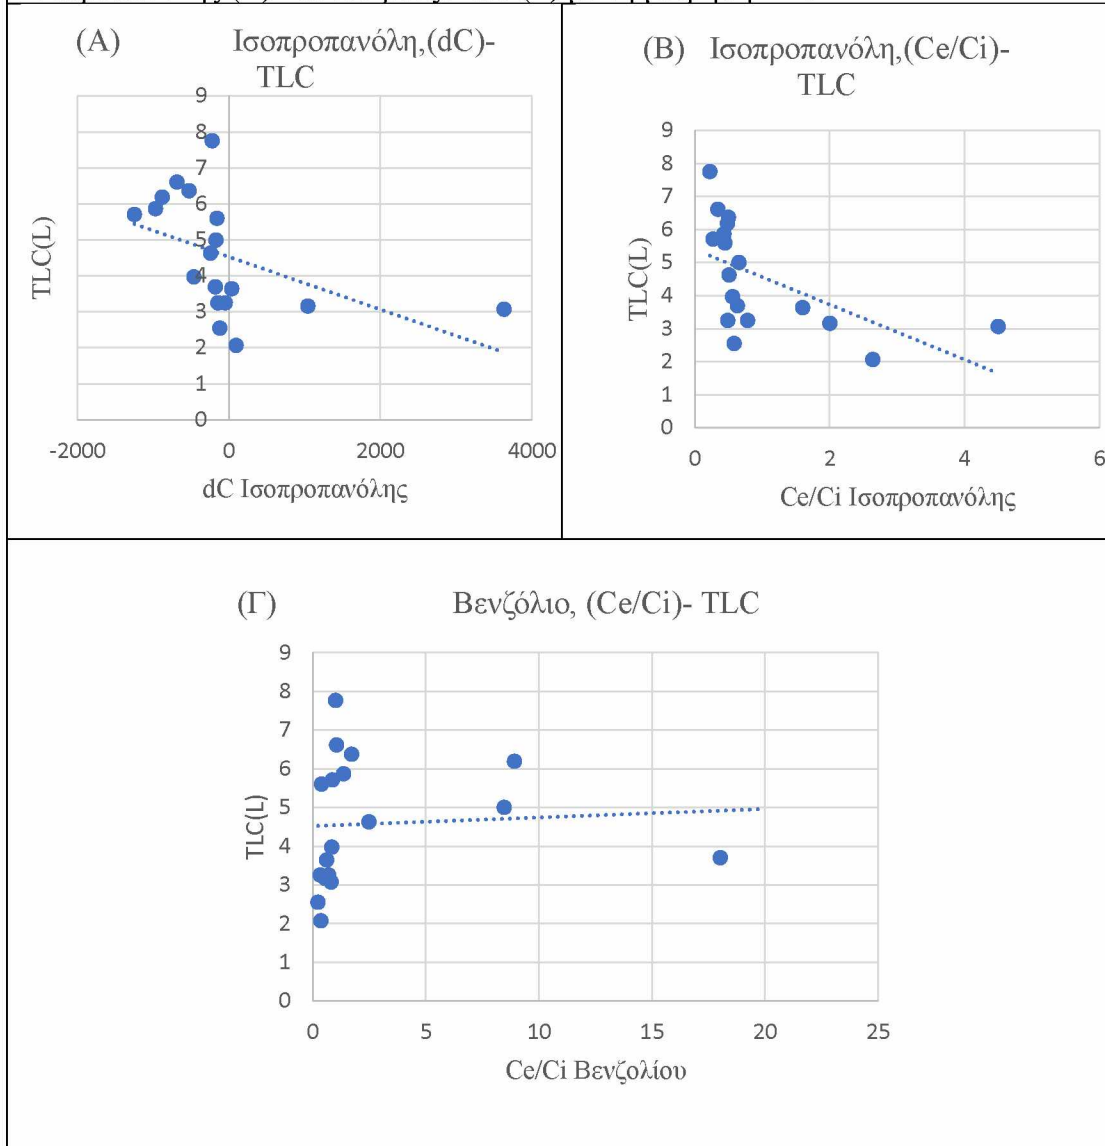 (Α) Ισοπροπανόλη,(dC)-
TLC
9
8
7
6
5
4
3
2
1
0
TLC(L)
-2000 0 2000 4000
dC Ισοπροπανόλης
(Β) Ισοπροπανόλη,(Ce/Ci)-
TLC
9
8
7
6
5
4
3
2
1
0
TLC(L)
0 2 4 6
Ce/Ci Ισοπροπανόλης
(Γ) Βενζόλιο, (Ce/Ci)- TLC
9
8
7
6
5
4
3
2
1
0
TLC(L)
0 5 10 15 20 25
Ce/Ci Βενζολίου